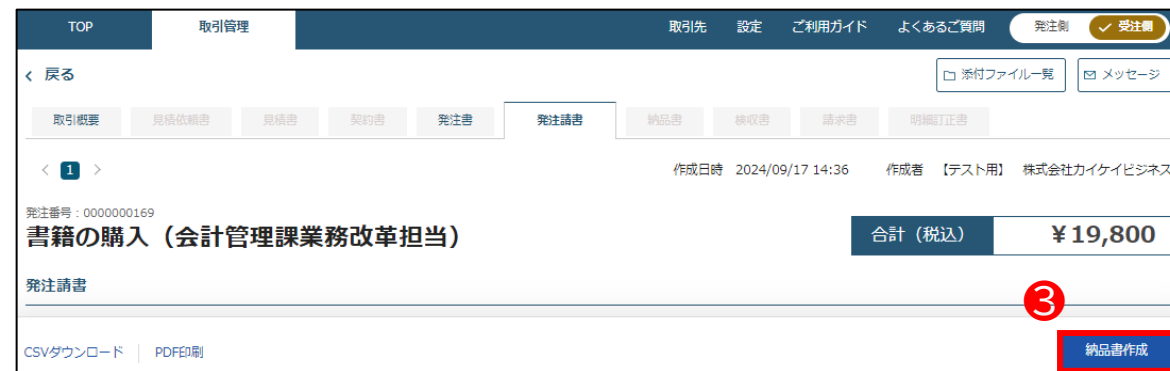 TOP 取引管理 取引先 設定 ご利用ガイド よくあるご質問 発注側 受注側
戻る 添付ファイル一覧 メッセージ
取引概要 見積依頼書 見積書 契約書 発注書 発注請書 納品書 検収書 請求書 明細訂正書
1 作成日時 2024/09/17 14:36 作成者 【テスト用】 株式会社カイケイビジネス
発注番号：0000000169
書籍の購入（会計管理課業務改革担当） 合計（税込） ¥19,800
発注請書
3
CSVダウンロード PDF印刷 納品書作成